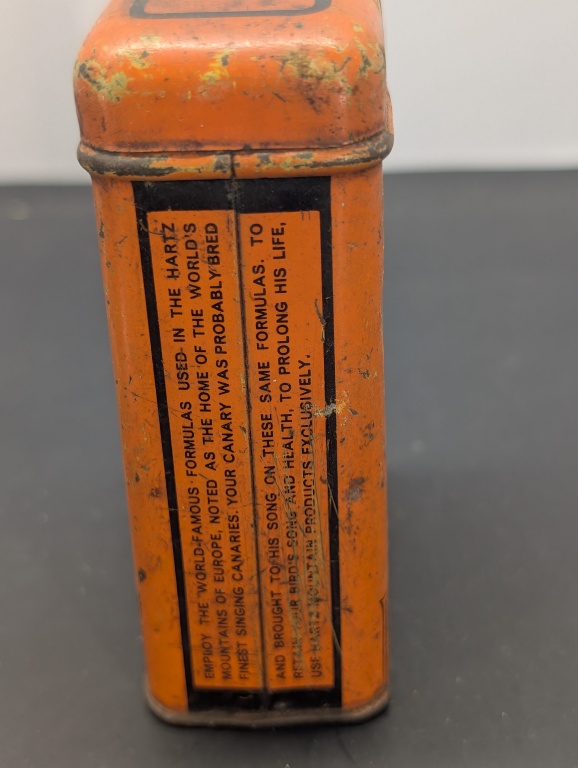 EMPLOY THE WORLD-FAMOUS FORMULAS USED IN THE HARTZ
MOUNTAINS OF EUROPE, NOTED AS THE HOME OF THE WORLD'S
FINEST SINGING CANARIES. YOUR CANARY WAS PROBABLY BRED
AND BROUGHT TO HIS SONG ON THESE SAME FORMULAS. TO
RETAIN YOUR BIRD'S SONG AND HEALTH, TO PROLONG HIS LIFE,
USE HARTZ MOUNTAIN PRODUCTS EXCLUSIVELY.